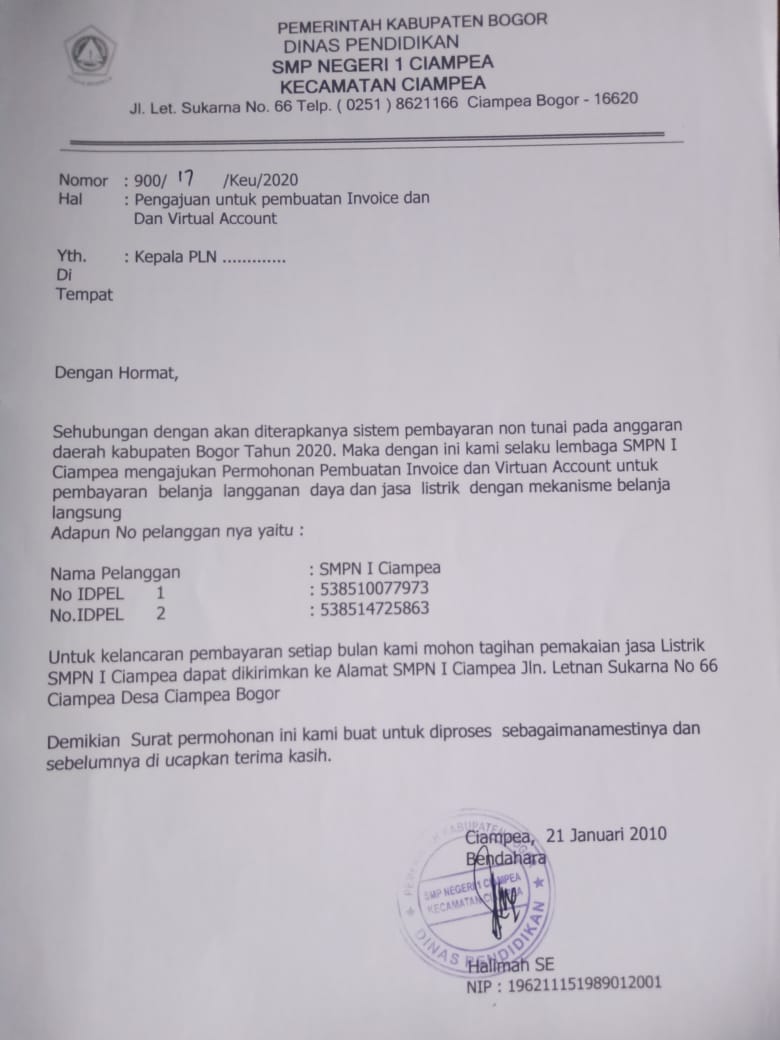 PEMERINTAH KABUPATEN BOGOR
DINAS PENDIDIKAN
SMP NEGERI 1 CIAMPEA
KECAMATAN CIAMPEA
Jl. Let. Sukarna No. 66 Telp. ( 0251 ) 8621166 Ciampea Bogor - 16620
Nomor : 900/ 17 /Keu/2020
Hal : Pengajuan untuk pembuatan Invoice dan
Dan Virtual Account
Yth. : Kepala PLN .............
Di
Tempat
Dengan Hormat,
Sehubungan dengan akan diterapkanya sistem pembayaran non tunai pada anggaran
daerah kabupaten Bogor Tahun 2020. Maka dengan ini kami selaku lembaga SMPN I
Ciampea mengajukan Permohonan Pembuatan Invoice dan Virtuan Account untuk
pembayaran belanja langganan daya dan jasa listrik dengan mekanisme belanja
langsung
Adapun No pelanggan nya yaitu :
Nama Pelanggan : SMPN I Ciampea
No IDPEL 1 : 538510077973
No.IDPEL 2 : 538514725863
Untuk kelancaran pembayaran setiap bulan kami mohon tagihan pemakaian jasa Listrik
SMPN I Ciampea dapat dikirimkan ke Alamat SMPN I Ciampea Jln. Letnan Sukarna No 66
Ciampea Desa Ciampea Bogor
Demikian Surat permohonan ini kami buat untuk diproses sebagaimanamestinya dan
sebelumnya di ucapkan terima kasih.
Ciampea, 21 Januari 2010
Bendahara
SMP NEGERI 1 CIAMPEA
KECAMATAN
DINAS PENDIDIKAN
Halimah SE
NIP : 196211151989012001